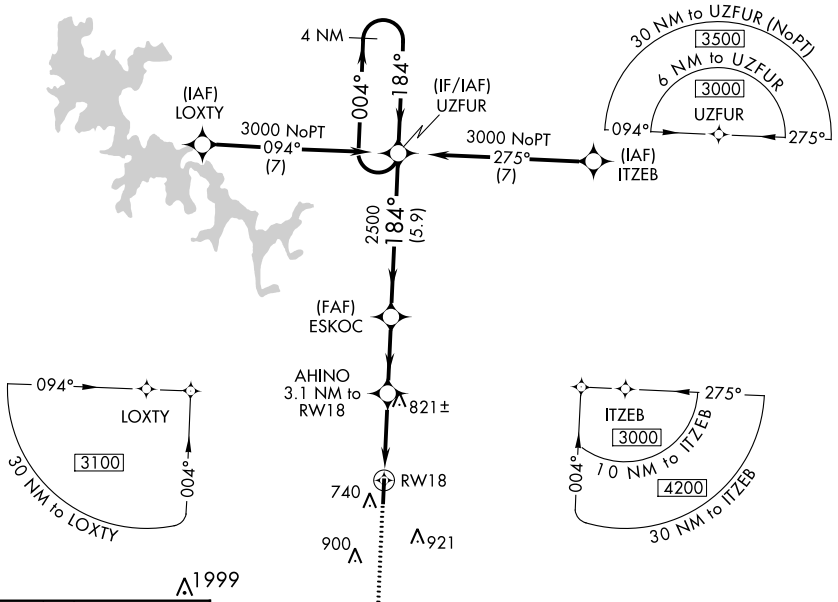 4 NM
184°
004°
(IF/IAF)
UZFUR
(IAF)
LOXTY
3000 NoPT
094°
(7)
3000 NoPT
275°
(7)
(IAF)
ITZEB
30 NM to UZFUR (NoPT)
3500
6 NM to UZFUR
3000
UZFUR
094°
275°
2500
184°
(5.9)
(FAF)
ESKOC
AHINO
3.1 NM to
RW18
821±
RW18
740
900
921
1999
094°
LOXTY
3100
004°
30 NM to LOXTY
275°
ITZEB
3000
10 NM to ITZEB
004°
4200
30 NM to ITZEB